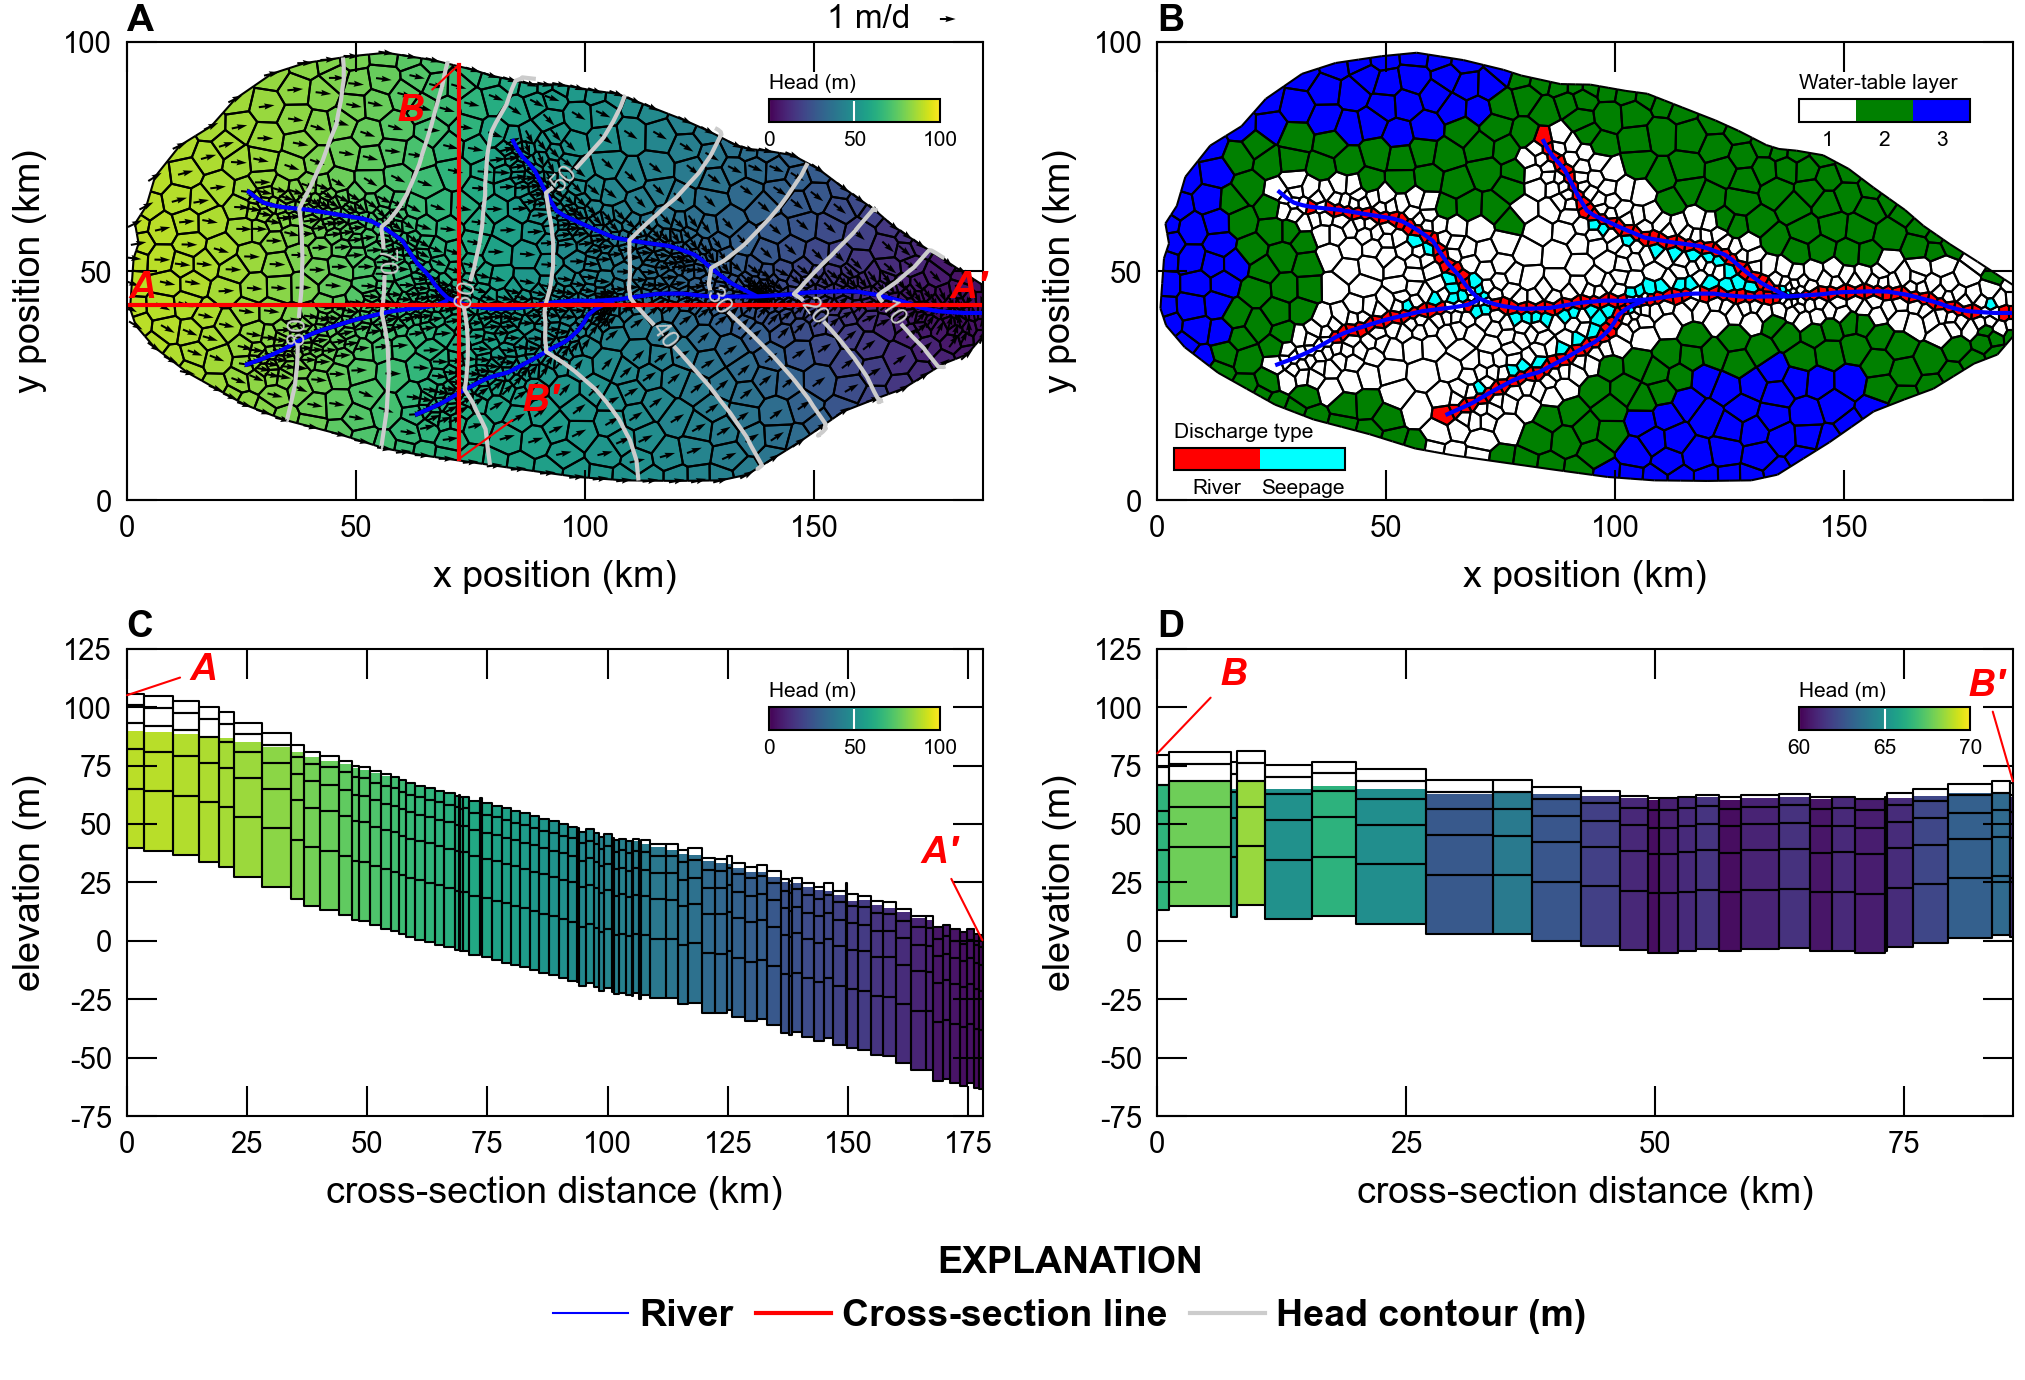 A
1 m/d
100
50
0
y position (km)
Head (m)
0 50 100
A
A'
B
B'
80
70
60
50
40
30
20
10
0 50 100 150
x position (km)
B
100
50
0
y position (km)
Water-table layer
1 2 3
Discharge type
River Seepage
0 50 100 150
x position (km)
C
125
100
75
50
25
0
-25
-50
-75
elevation (m)
A
A'
Head (m)
0 50 100
0 25 50 75 100 125 150 175
cross-section distance (km)
D
125
100
75
50
25
0
-25
-50
-75
elevation (m)
B
B'
Head (m)
60 65 70
0 25 50 75
cross-section distance (km)
EXPLANATION
River Cross-section line Head contour (m)